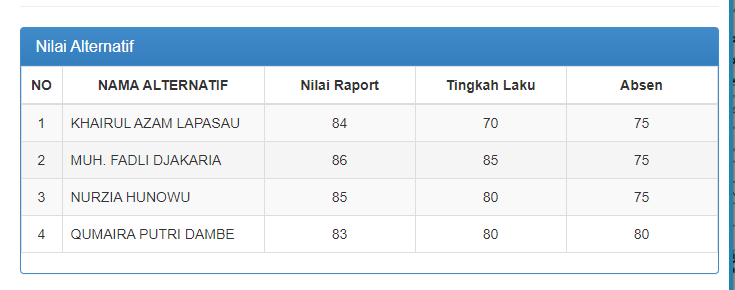 Nilai Alternatif
NO NAMA ALTERNATIF Nilai Raport Tingkah Laku Absen
1 KHAIRUL AZAM LAPASAU 84 70 75
2 MUH. FADLI DJAKARIA 86 85 75
3 NURZIA HUNOWU 85 80 75
4 QUMAIRA PUTRI DAMBE 83 80 80